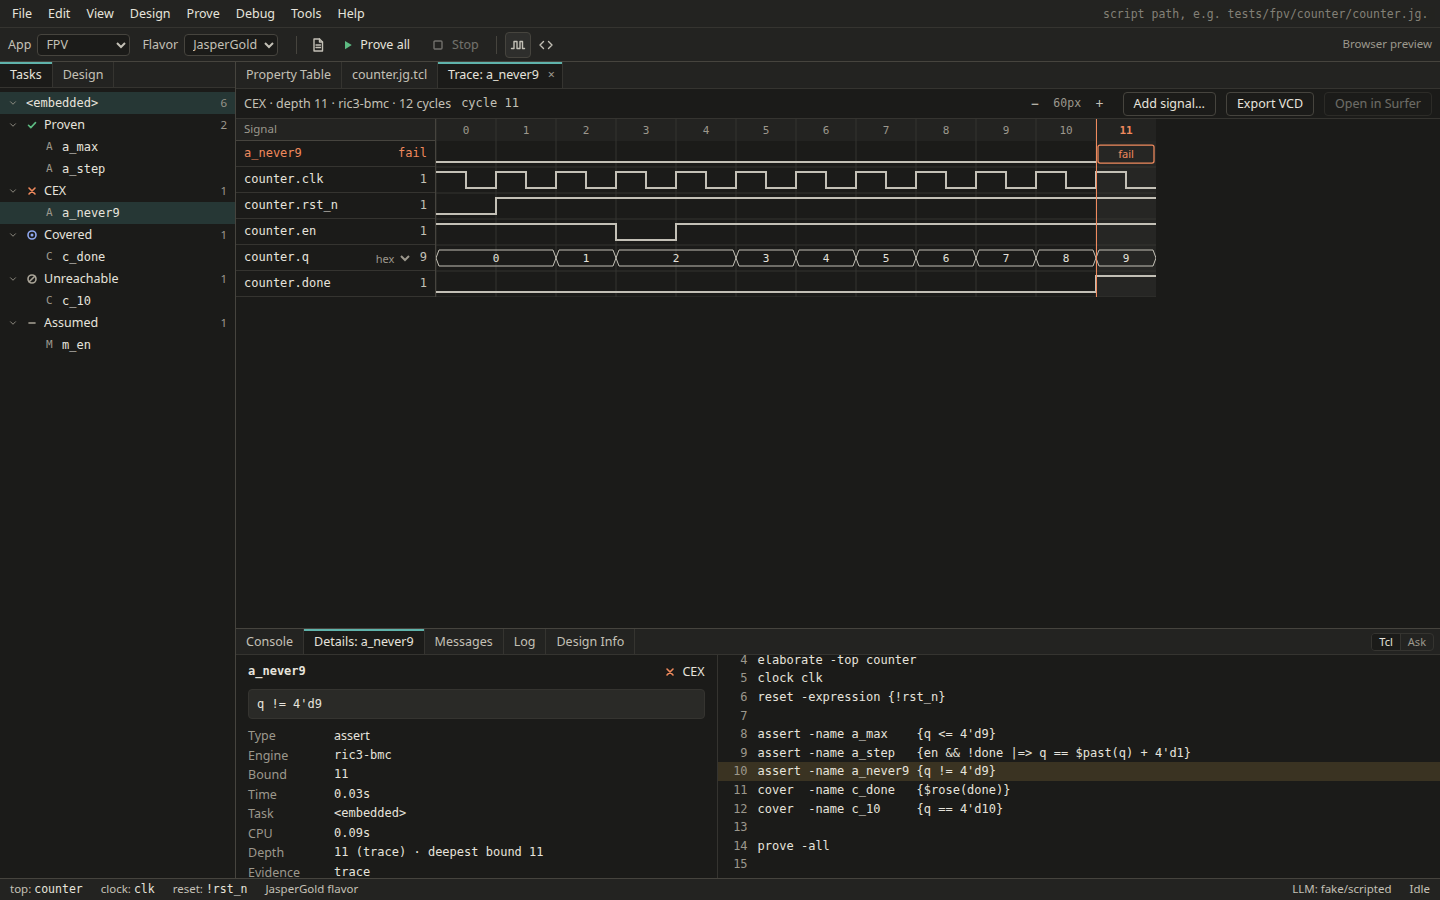 File Edit View Design Prove Debug Tools Help script path, e.g. tests/fpv/counter/counter.jg.
App FPV Flavor JasperGold Prove all Stop Browser preview
Tasks Design Property Table counter.jg.tcl Trace: a_never9 ×
CEX · depth 11 · ric3-bmc · 12 cycles cycle 11 − 60px + Add signal... Export VCD Open in Surfer
<embedded> 6
Proven 2
A a_max
A a_step
CEX 1
A a_never9
Covered 1
C c_done
Unreachable 1
C c_10
Assumed 1
M m_en
Signal 0 1 2 3 4 5 6 7 8 9 10 11
a_never9 fail fail
counter.clk 1
counter.rst_n 1
counter.en 1
counter.q hex 9 0 1 2 3 4 5 6 7 8 9
counter.done 1
Console Details: a_never9 Messages Log Design Info Tcl Ask
a_never9 CEX
q != 4'd9
Type assert
Engine ric3-bmc
Bound 11
Time 0.03s
Task <embedded>
CPU 0.09s
Depth 11 (trace) · deepest bound 11
Evidence trace
4 elaborate -top counter
5 clock clk
6 reset -expression {!rst_n}
7
8 assert -name a_max {q <= 4'd9}
9 assert -name a_step {en && !done |=> q == $past(q) + 4'd1}
10 assert -name a_never9 {q != 4'd9}
11 cover -name c_done {$rose(done)}
12 cover -name c_10 {q == 4'd10}
13
14 prove -all
15
top: counter clock: clk reset: !rst_n JasperGold flavor LLM: fake/scripted Idle